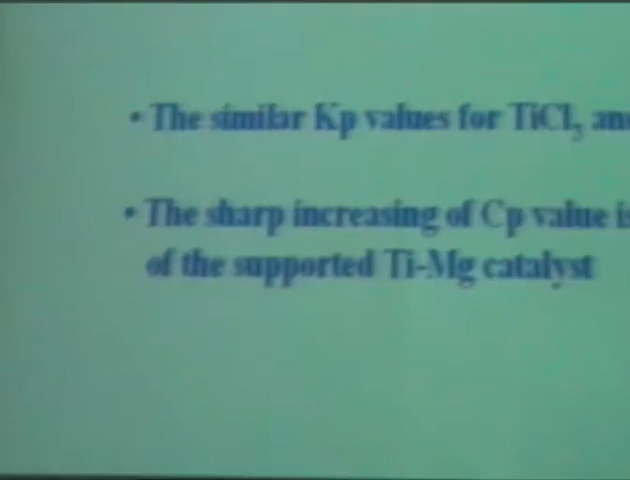 • The similar Kp values for TiCl₃ an
• The sharp increasing of Cp value is
of the supported Ti-Mg catalyst